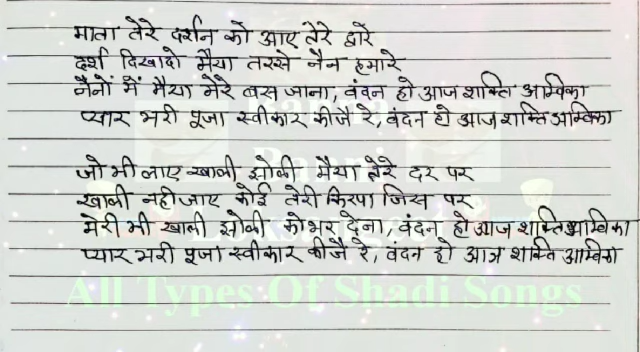 माता तेरे दर्शन को आए तेरे द्वारे
दर्श दिखादो मैया तरसे नैन हमारे
नैनों में मैया मेरे बस जाना, वंदन हो आज शक्ति अम्बिका
प्यार भरी पूजा स्वीकार कीजै रे, वंदन हो आज शक्ति अम्बिका
जो भी लाए खाली झोली मैया तेरे दर पर
खाली नही जाए कोई तेरी किरपा जिस पर
मेरी भी खाली झोली को भर देना, वंदन हो आज शक्ति अम्बिका
प्यार भरी पूजा स्वीकार कीजै रे, वंदन हो आज शक्ति अम्बिका
All Types Of Shadi Songs